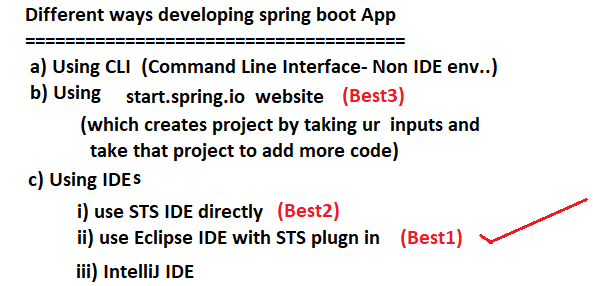 Different ways developing spring boot App
======================================
a) Using CLI (Command Line Interface- Non IDE env..)
b) Using start.spring.io website (Best3)
(which creates project by taking ur inputs and
take that project to add more code)
c) Using IDEs
i) use STS IDE directly (Best2)
ii) use Eclipse IDE with STS plugn in (Best1)
iii) IntelliJ IDE